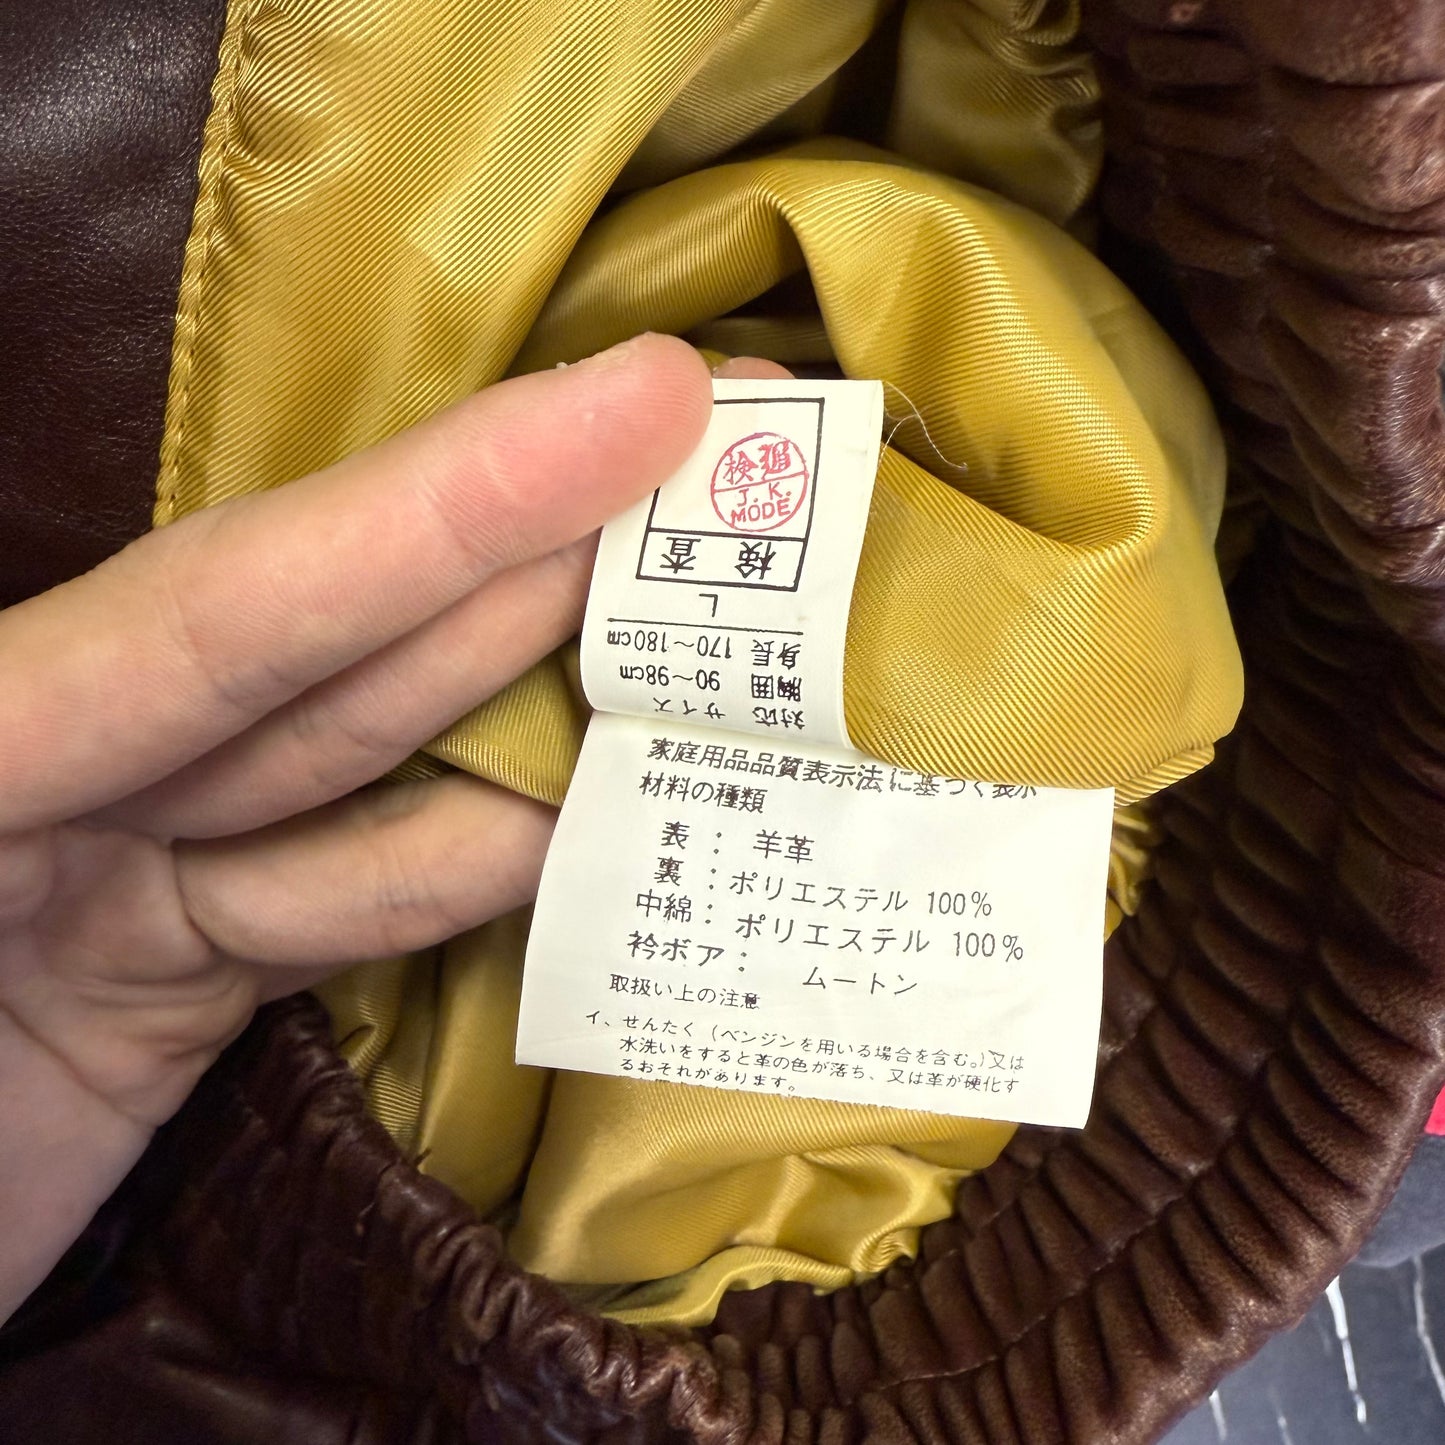 検
J.K.
MODE
検査
L
身長 170〜180cm
胸囲 90〜98cm
対応サイズ
家庭用品品質表示法に基づく表示
材料の種類
表: 羊革
裏:ポリエステル 100%
中綿:ポリエステル 100%
衿ボア: ムートン
取扱い上の注意
イ、せんたく(ベンジンを用いる場合を含む。)又は
水洗いをすると革の色が落ち、又は革が硬化す
るおそれがあります。